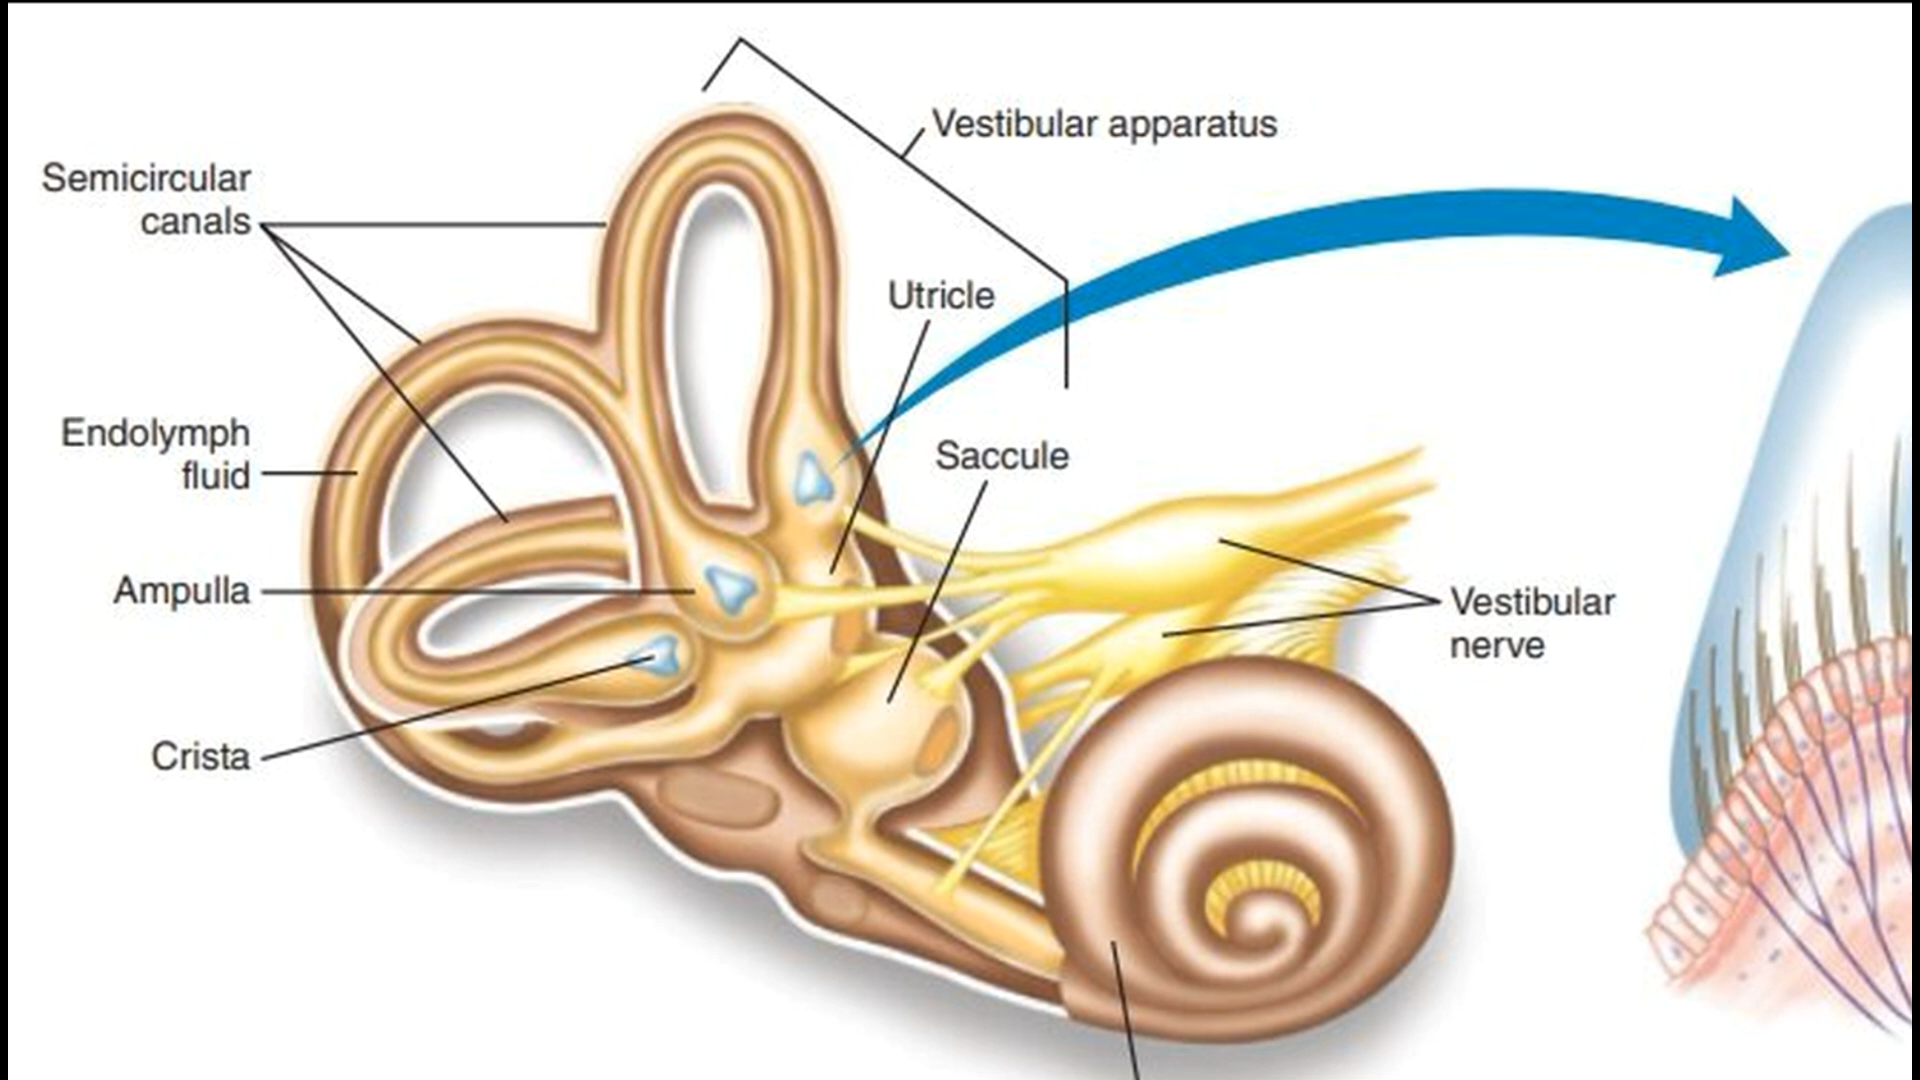 Vestibular apparatus
Semicircular
canals
Utricle
Endolymph
fluid
Saccule
Ampulla
Vestibular
nerve
Crista